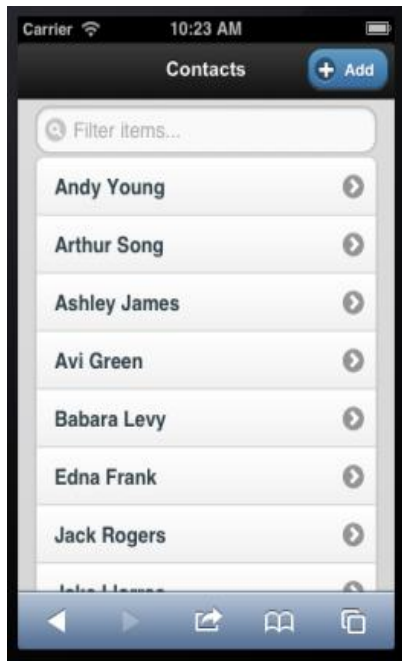 Carrier 10:23 AM
Contacts Add
Filter items...
Andy Young
Arthur Song
Ashley James
Avi Green
Babara Levy
Edna Frank
Jack Rogers